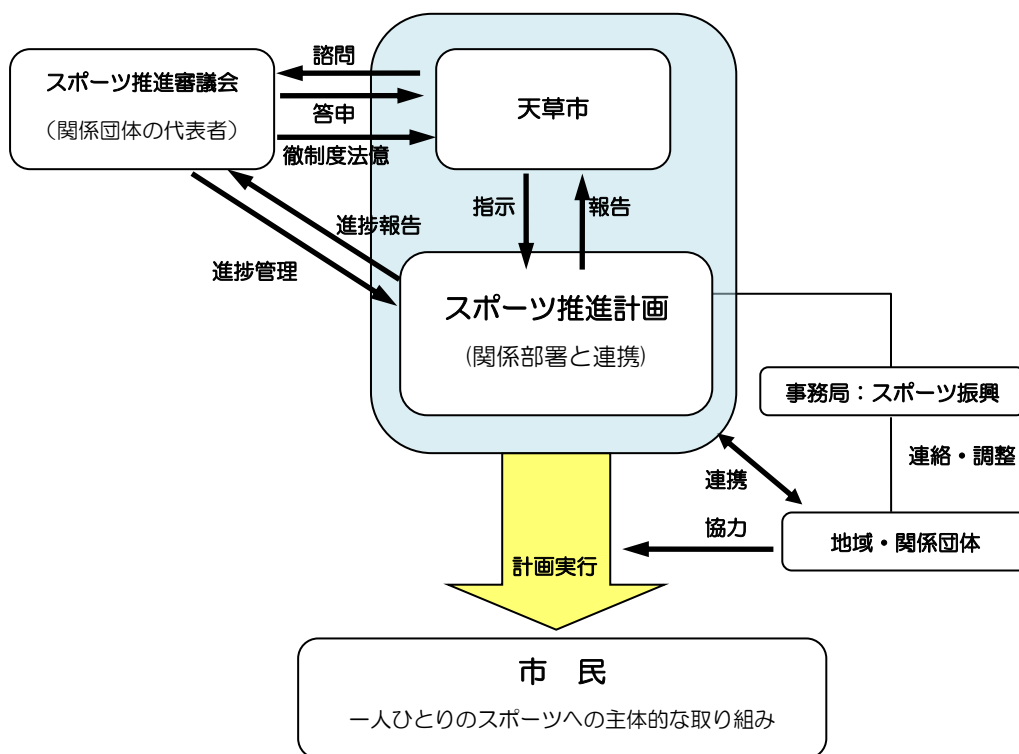 諮問
スポーツ推進審議会
(関係団体の代表者)
答申
徹制度法億
天草市
指示
報告
進捗報告
進捗管理
スポーツ推進計画
(関係部署と連携)
事務局：スポーツ振興
連絡・調整
連携
協力
地域・関係団体
計画実行
市　民
一人ひとりのスポーツへの主体的な取り組み